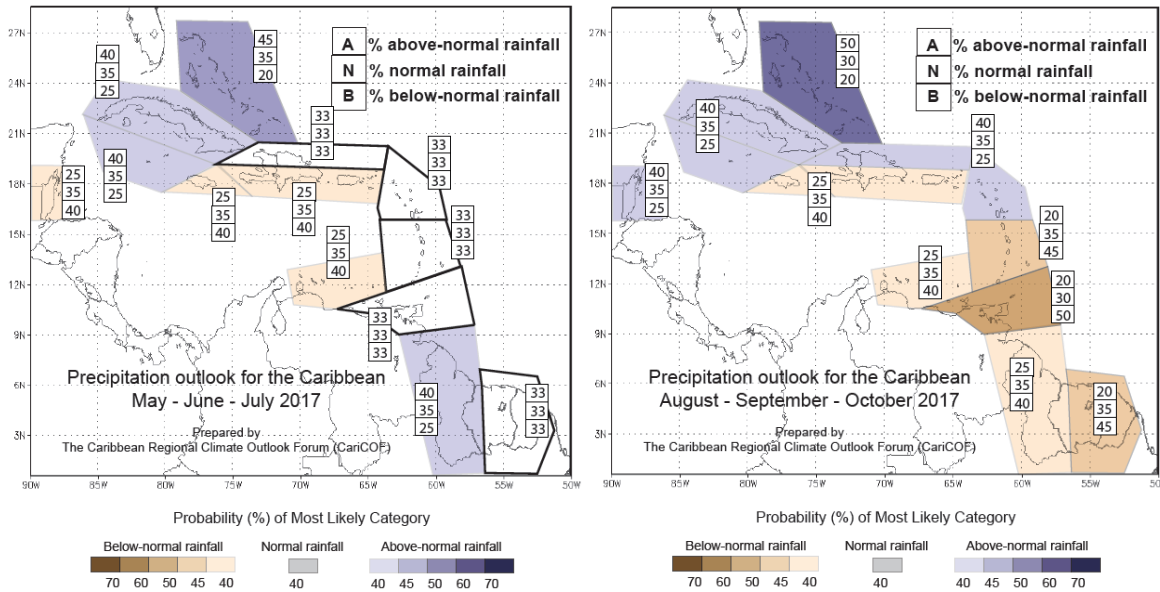 A % above-normal rainfall
N % normal rainfall
B % below-normal rainfall
27N
24N
21N
18N
15N
12N
9N
6N
3N
45
35
20
40
35
25
33
33
33
33
33
33
40
35
25
25
35
40
25
35
40
25
35
40
33
33
33
25
35
40
33
33
33
40
35
25
33
33
33
Precipitation outlook for the Caribbean
May - June - July 2017
Prepared by
The Caribbean Regional Climate Outlook Forum (CariCOF)
90W 85W 80W 75W 70W 65W 60W 55W 50W
Probability (%) of Most Likely Category
Below-normal rainfall Normal rainfall Above-normal rainfall
70 60 50 45 40 40 40 45 50 60 70
A % above-normal rainfall
N % normal rainfall
B % below-normal rainfall
27N
24N
21N
18N
15N
12N
9N
6N
3N
50
30
20
40
35
25
40
35
25
40
35
25
25
35
40
20
35
45
25
35
40
20
30
50
25
35
40
20
35
45
Precipitation outlook for the Caribbean
August - September - October 2017
Prepared by
The Caribbean Regional Climate Outlook Forum (CariCOF)
90W 85W 80W 75W 70W 65W 60W 55W 50W
Probability (%) of Most Likely Category
Below-normal rainfall Normal rainfall Above-normal rainfall
70 60 50 45 40 40 40 45 50 60 70